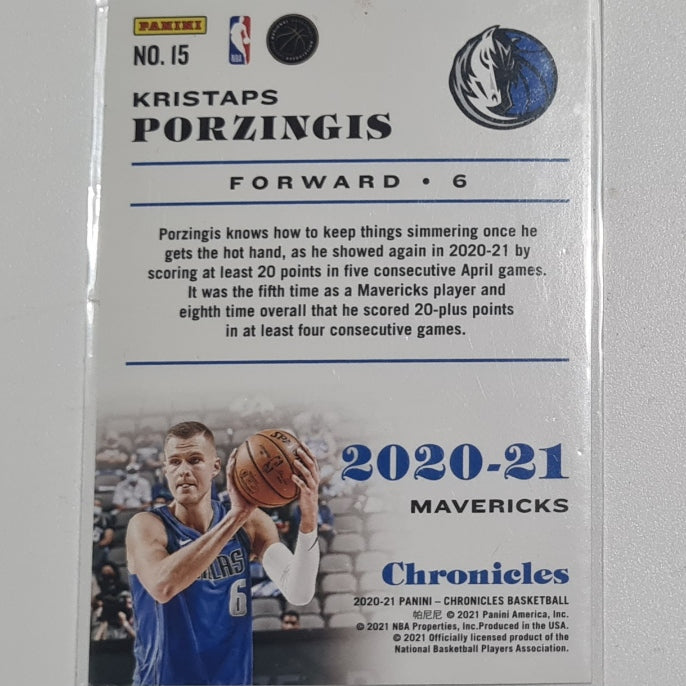 PANINI
NO. 15
NBA
KRISTAPS
PORZINGIS
FORWARD • 6
Porzingis knows how to keep things simmering once he
gets the hot hand, as he showed again in 2020-21 by
scoring at least 20 points in five consecutive April games.
It was the fifth time as a Mavericks player and
eighth time overall that he scored 20-plus points
in at least four consecutive games.
2020-21
MAVERICKS
6
Chronicles
2020-21 PANINI – CHRONICLES BASKETBALL
帕尼尼 © 2021 Panini America, Inc.
© 2021 NBA Properties, Inc.Produced in the USA.
© 2021 Officially licensed product of the
National Basketball Players Association.